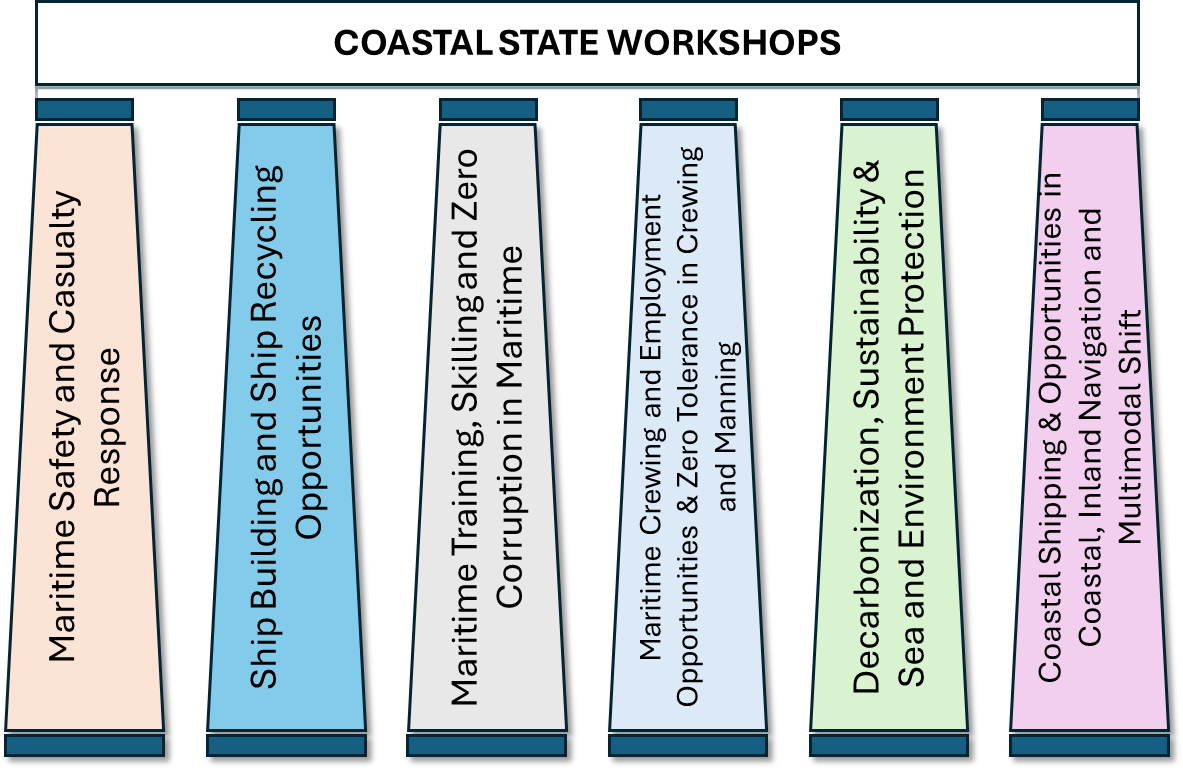 COASTAL STATE WORKSHOPS
Maritime Safety and Casualty
Response
Ship Building and Ship Recycling
Opportunities
Maritime Training, Skilling and Zero
Corruption in Maritime
Maritime Crewing and Employment
Opportunities & Zero Tolerance in Crewing
and Manning
Decarbonization, Sustainability &
Sea and Environment Protection
Coastal Shipping & Opportunities in
Coastal, Inland Navigation and
Multimodal Shift